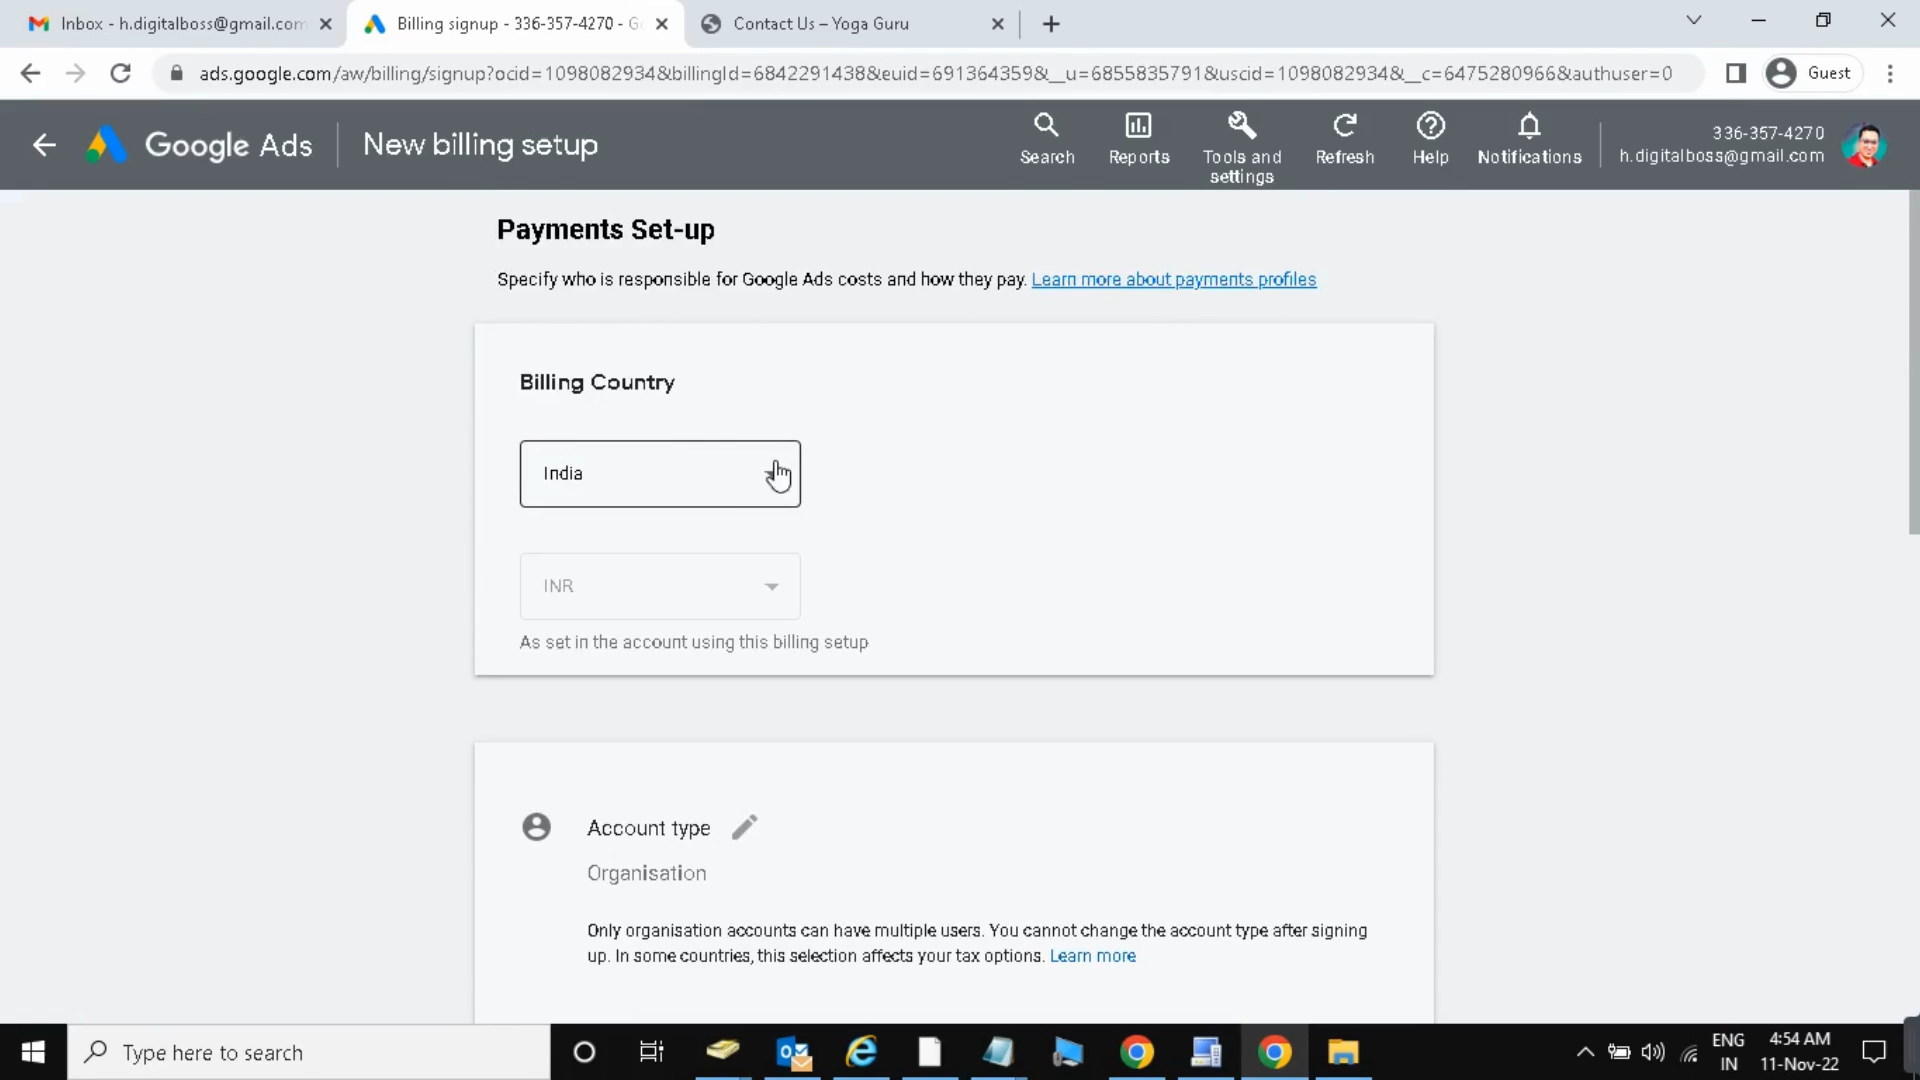 Inbox - h.digitalboss@gmail.com
Billing signup - 336-357-4270 - G
Contact Us – Yoga Guru
ads.google.com/aw/billing/signup?ocid=1098082934&billingId=6842291438&euid=691364359&__u=6855835791&uscid=1098082934&__c=6475280966&authuser=0
Guest
Google Ads
New billing setup
Search
Reports
Tools and
settings
Refresh
Help
Notifications
336-357-4270
h.digitalboss@gmail.com
Payments Set-up
Specify who is responsible for Google Ads costs and how they pay. Learn more about payments profiles
Billing Country
India
INR
As set in the account using this billing setup
Account type
Organisation
Only organisation accounts can have multiple users. You cannot change the account type after signing
up. In some countries, this selection affects your tax options. Learn more
Type here to search
ENG
IN
4:54 AM
11-Nov-22